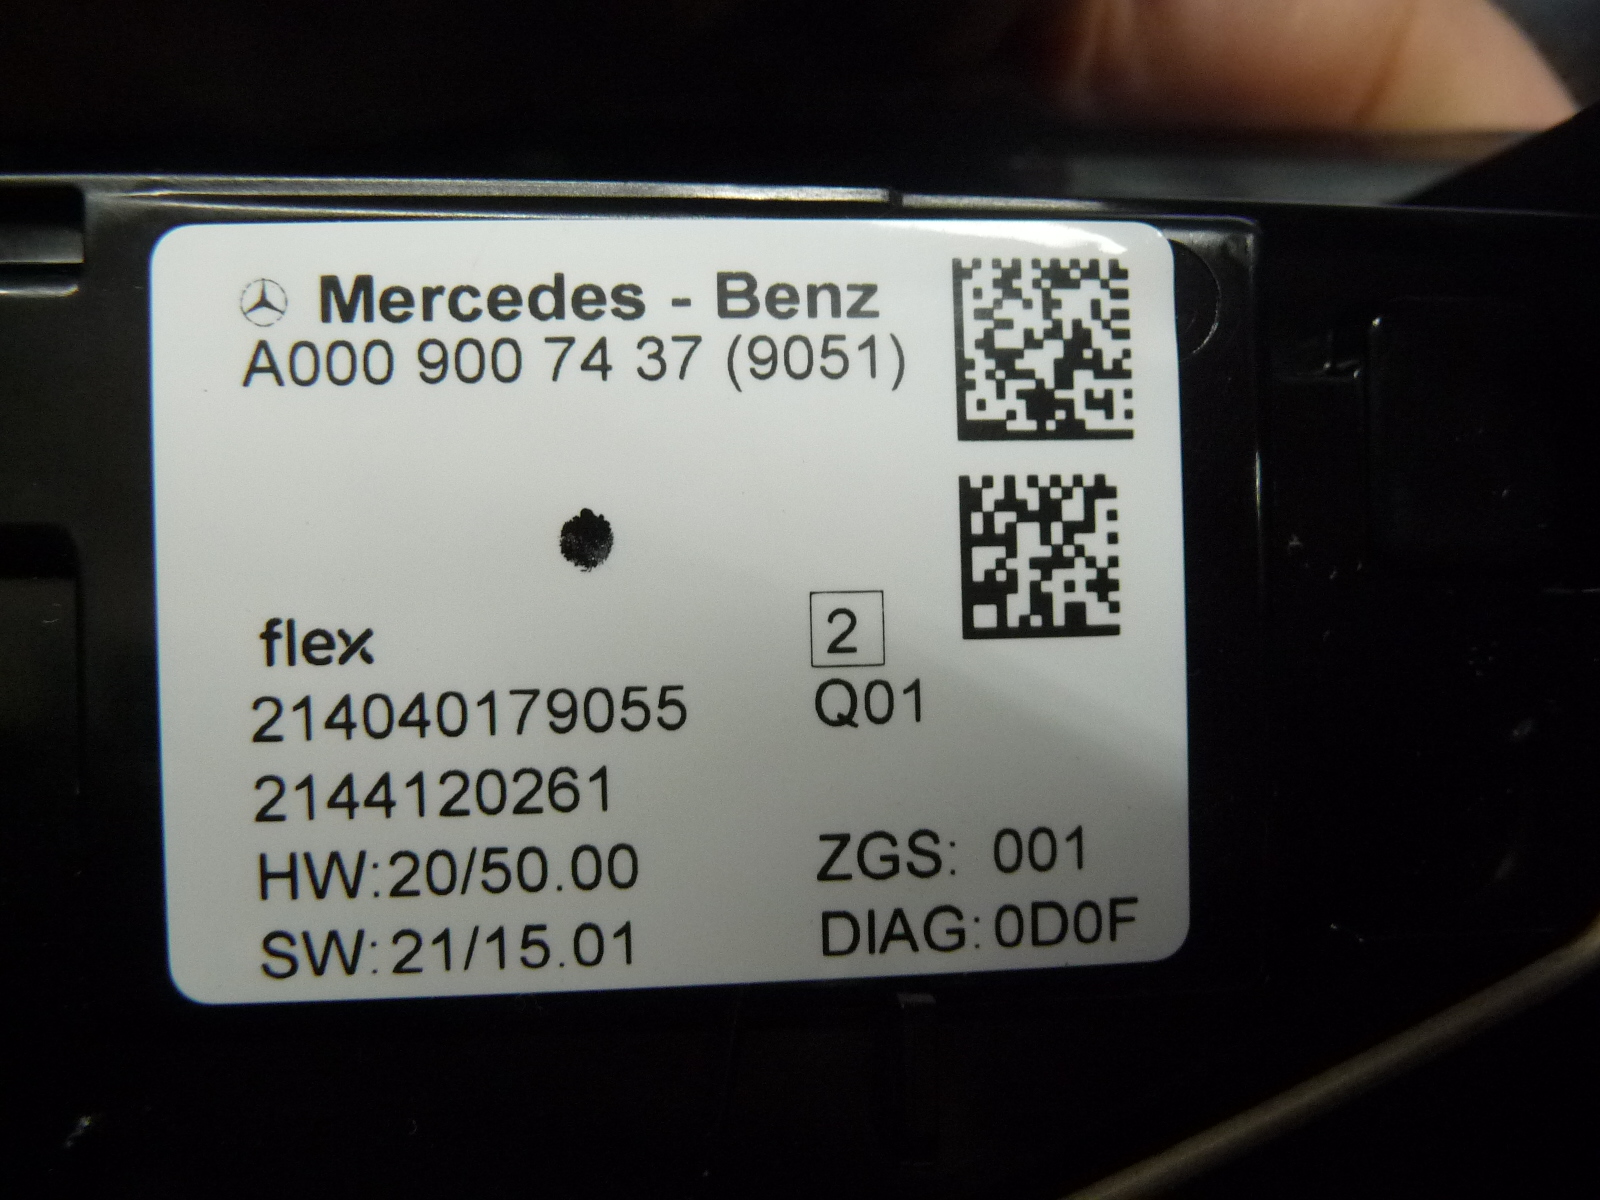 Mercedes - Benz
A000 900 74 37 (9051)
flex
2
214040179055
Q01
2144120261
HW:20/50.00
ZGS: 001
SW:21/15.01
DIAG:0D0F